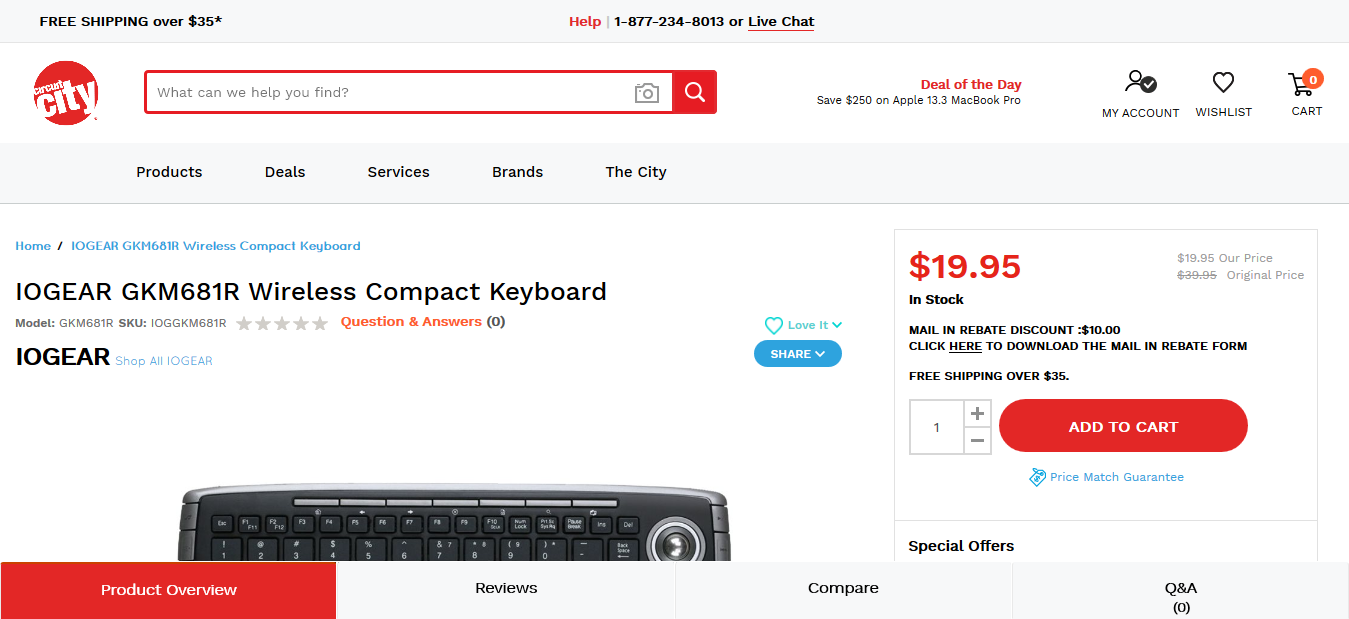 FREE SHIPPING over $35*
Help | 1-877-234-8013 or Live Chat
circuit city
What can we help you find?
Deal of the Day
Save $250 on Apple 13.3 MacBook Pro
MY ACCOUNT
WISHLIST
0
CART
Products
Deals
Services
Brands
The City
Home / IOGEAR GKM681R Wireless Compact Keyboard
IOGEAR GKM681R Wireless Compact Keyboard
Model: GKM681R SKU: IOGGKM681R
Question & Answers (0)
IOGEAR Shop All IOGEAR
Love It
SHARE
$19.95
$19.95 Our Price
$39.95 Original Price
In Stock
MAIL IN REBATE DISCOUNT :$10.00
CLICK HERE TO DOWNLOAD THE MAIL IN REBATE FORM
FREE SHIPPING OVER $35.
1
+
−
ADD TO CART
Price Match Guarantee
Special Offers
Esc F1 F11 F2 F12 F3 F4 F5 F6 F7 F8 F9 F10 Num Lock Prt Sc Sys Rq Pause Break Ins Del
! @ # $ % ^ & 7 * 8 ( 9 ) * — Back Space
1 2 3 4 5 6 7 8 9 0 -
Product Overview
Reviews
Compare
Q&A
(0)